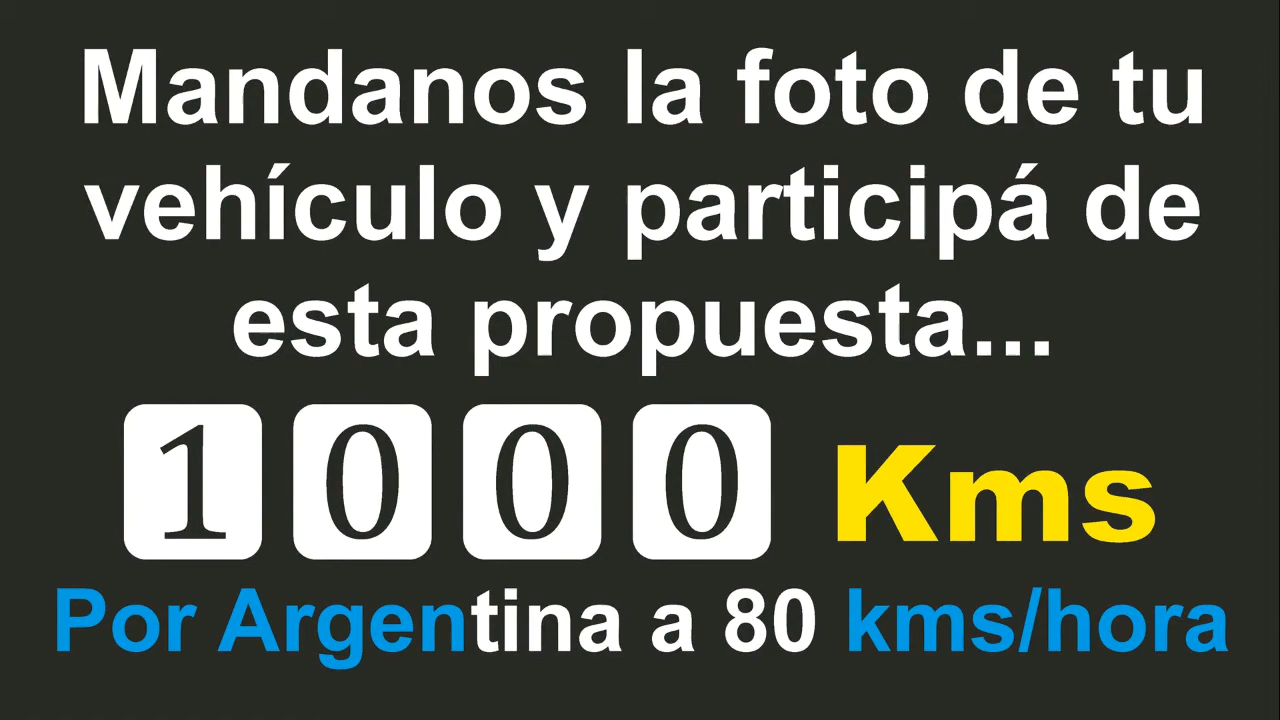 Mandanos la foto de tu
vehículo y participá de
esta propuesta...
1000 Kms
Por Argentina a 80 kms/hora